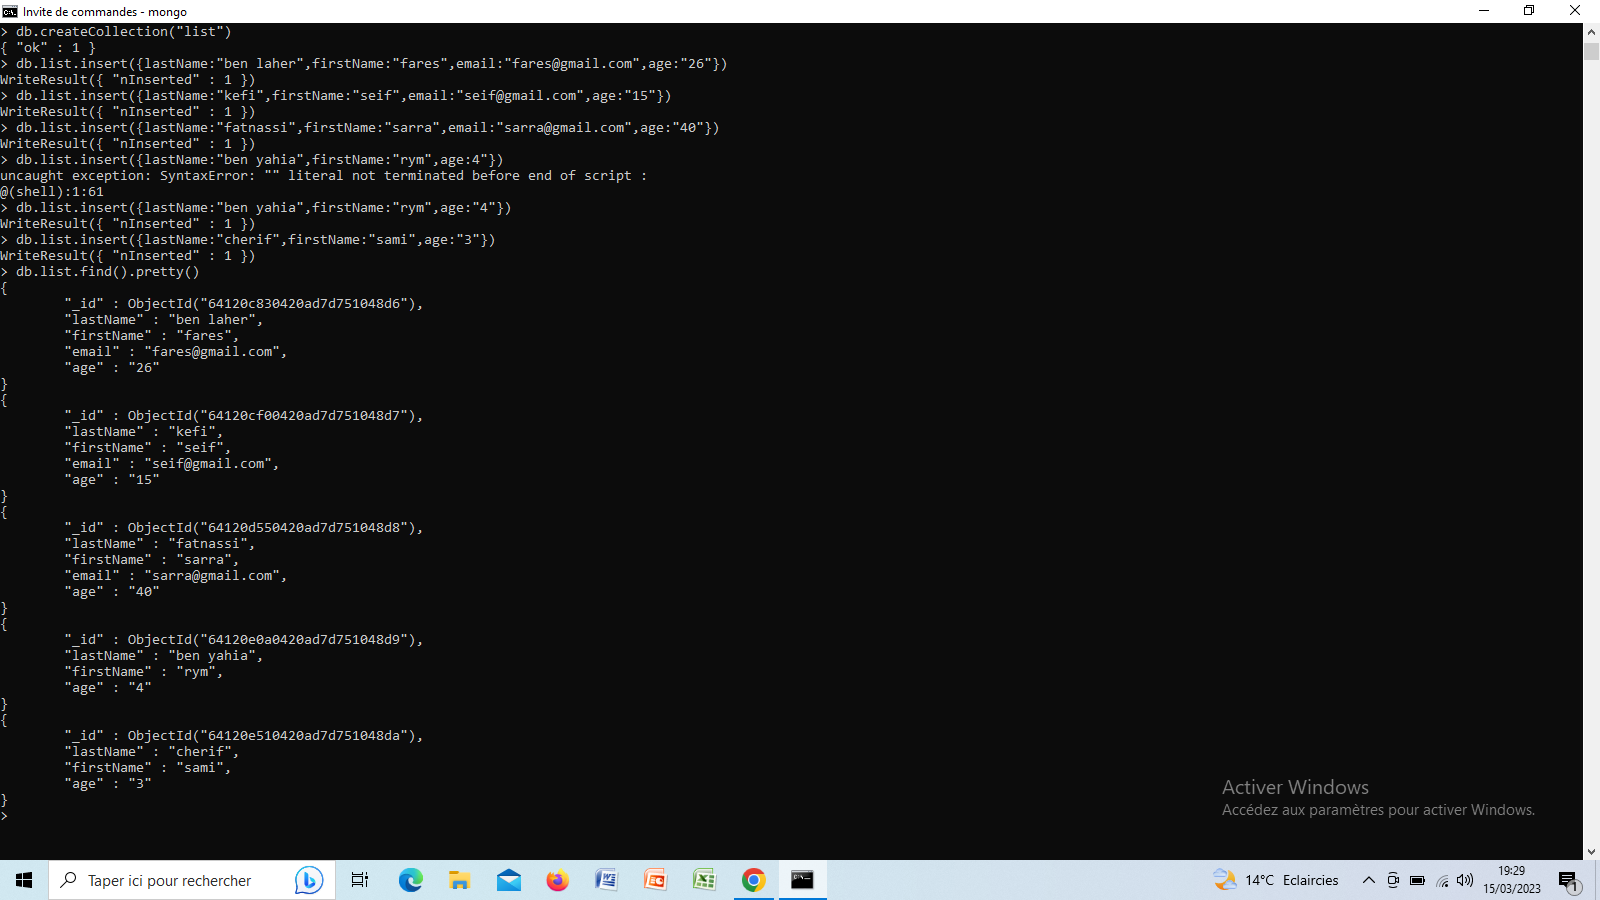 Invite de commandes - mongo
> db.createCollection("list")
{ "ok" : 1 }
> db.list.insert({lastName:"ben laher",firstName:"fares",email:"fares@gmail.com",age:"26"})
WriteResult({ "nInserted" : 1 })
> db.list.insert({lastName:"kefi",firstName:"seif",email:"seif@gmail.com",age:"15"})
WriteResult({ "nInserted" : 1 })
> db.list.insert({lastName:"fatnassi",firstName:"sarra",email:"sarra@gmail.com",age:"40"})
WriteResult({ "nInserted" : 1 })
> db.list.insert({lastName:"ben yahia",firstName:"rym",age:4"})
uncaught exception: SyntaxError: "" literal not terminated before end of script :
@(shell):1:61
> db.list.insert({lastName:"ben yahia",firstName:"rym",age:"4"})
WriteResult({ "nInserted" : 1 })
> db.list.insert({lastName:"cherif",firstName:"sami",age:"3"})
WriteResult({ "nInserted" : 1 })
> db.list.find().pretty()
{
"_id" : ObjectId("64120c830420ad7d751048d6"),
"lastName" : "ben laher",
"firstName" : "fares",
"email" : "fares@gmail.com",
"age" : "26"
}
{
"_id" : ObjectId("64120cf00420ad7d751048d7"),
"lastName" : "kefi",
"firstName" : "seif",
"email" : "seif@gmail.com",
"age" : "15"
}
{
"_id" : ObjectId("64120d550420ad7d751048d8"),
"lastName" : "fatnassi",
"firstName" : "sarra",
"email" : "sarra@gmail.com",
"age" : "40"
}
{
"_id" : ObjectId("64120e0a0420ad7d751048d9"),
"lastName" : "ben yahia",
"firstName" : "rym",
"age" : "4"
}
{
"_id" : ObjectId("64120e510420ad7d751048da"),
"lastName" : "cherif",
"firstName" : "sami",
"age" : "3"
}
>
Activer Windows
Accédez aux paramètres pour activer Windows.
Taper ici pour rechercher
14°C Eclaircies
19:29
15/03/2023
1